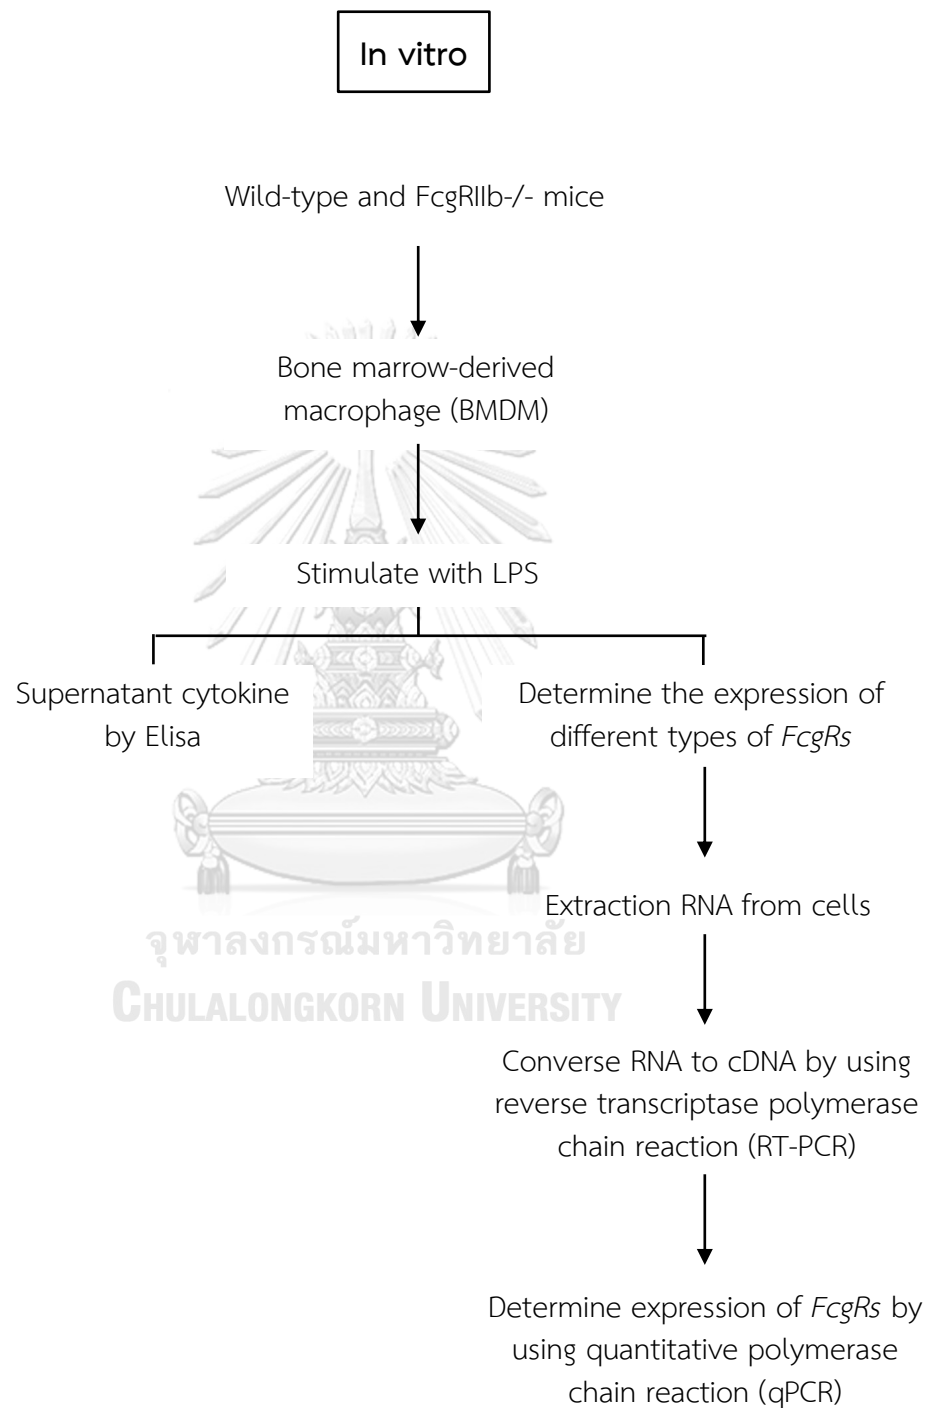 In vitro
Wild-type and FcgRIIb-/- mice
Bone marrow-derived
macrophage (BMDM)
Stimulate with LPS
Supernatant cytokine
by Elisa
Determine the expression of
different types of FcgRs
Extraction RNA from cells
จุฬาลงกรณ์มหาวิทยาลัย
CHULALONGKORN UNIVERSITY
Converse RNA to cDNA by using
reverse transcriptase polymerase
chain reaction (RT-PCR)
Determine expression of FcgRs by
using quantitative polymerase
chain reaction (qPCR)